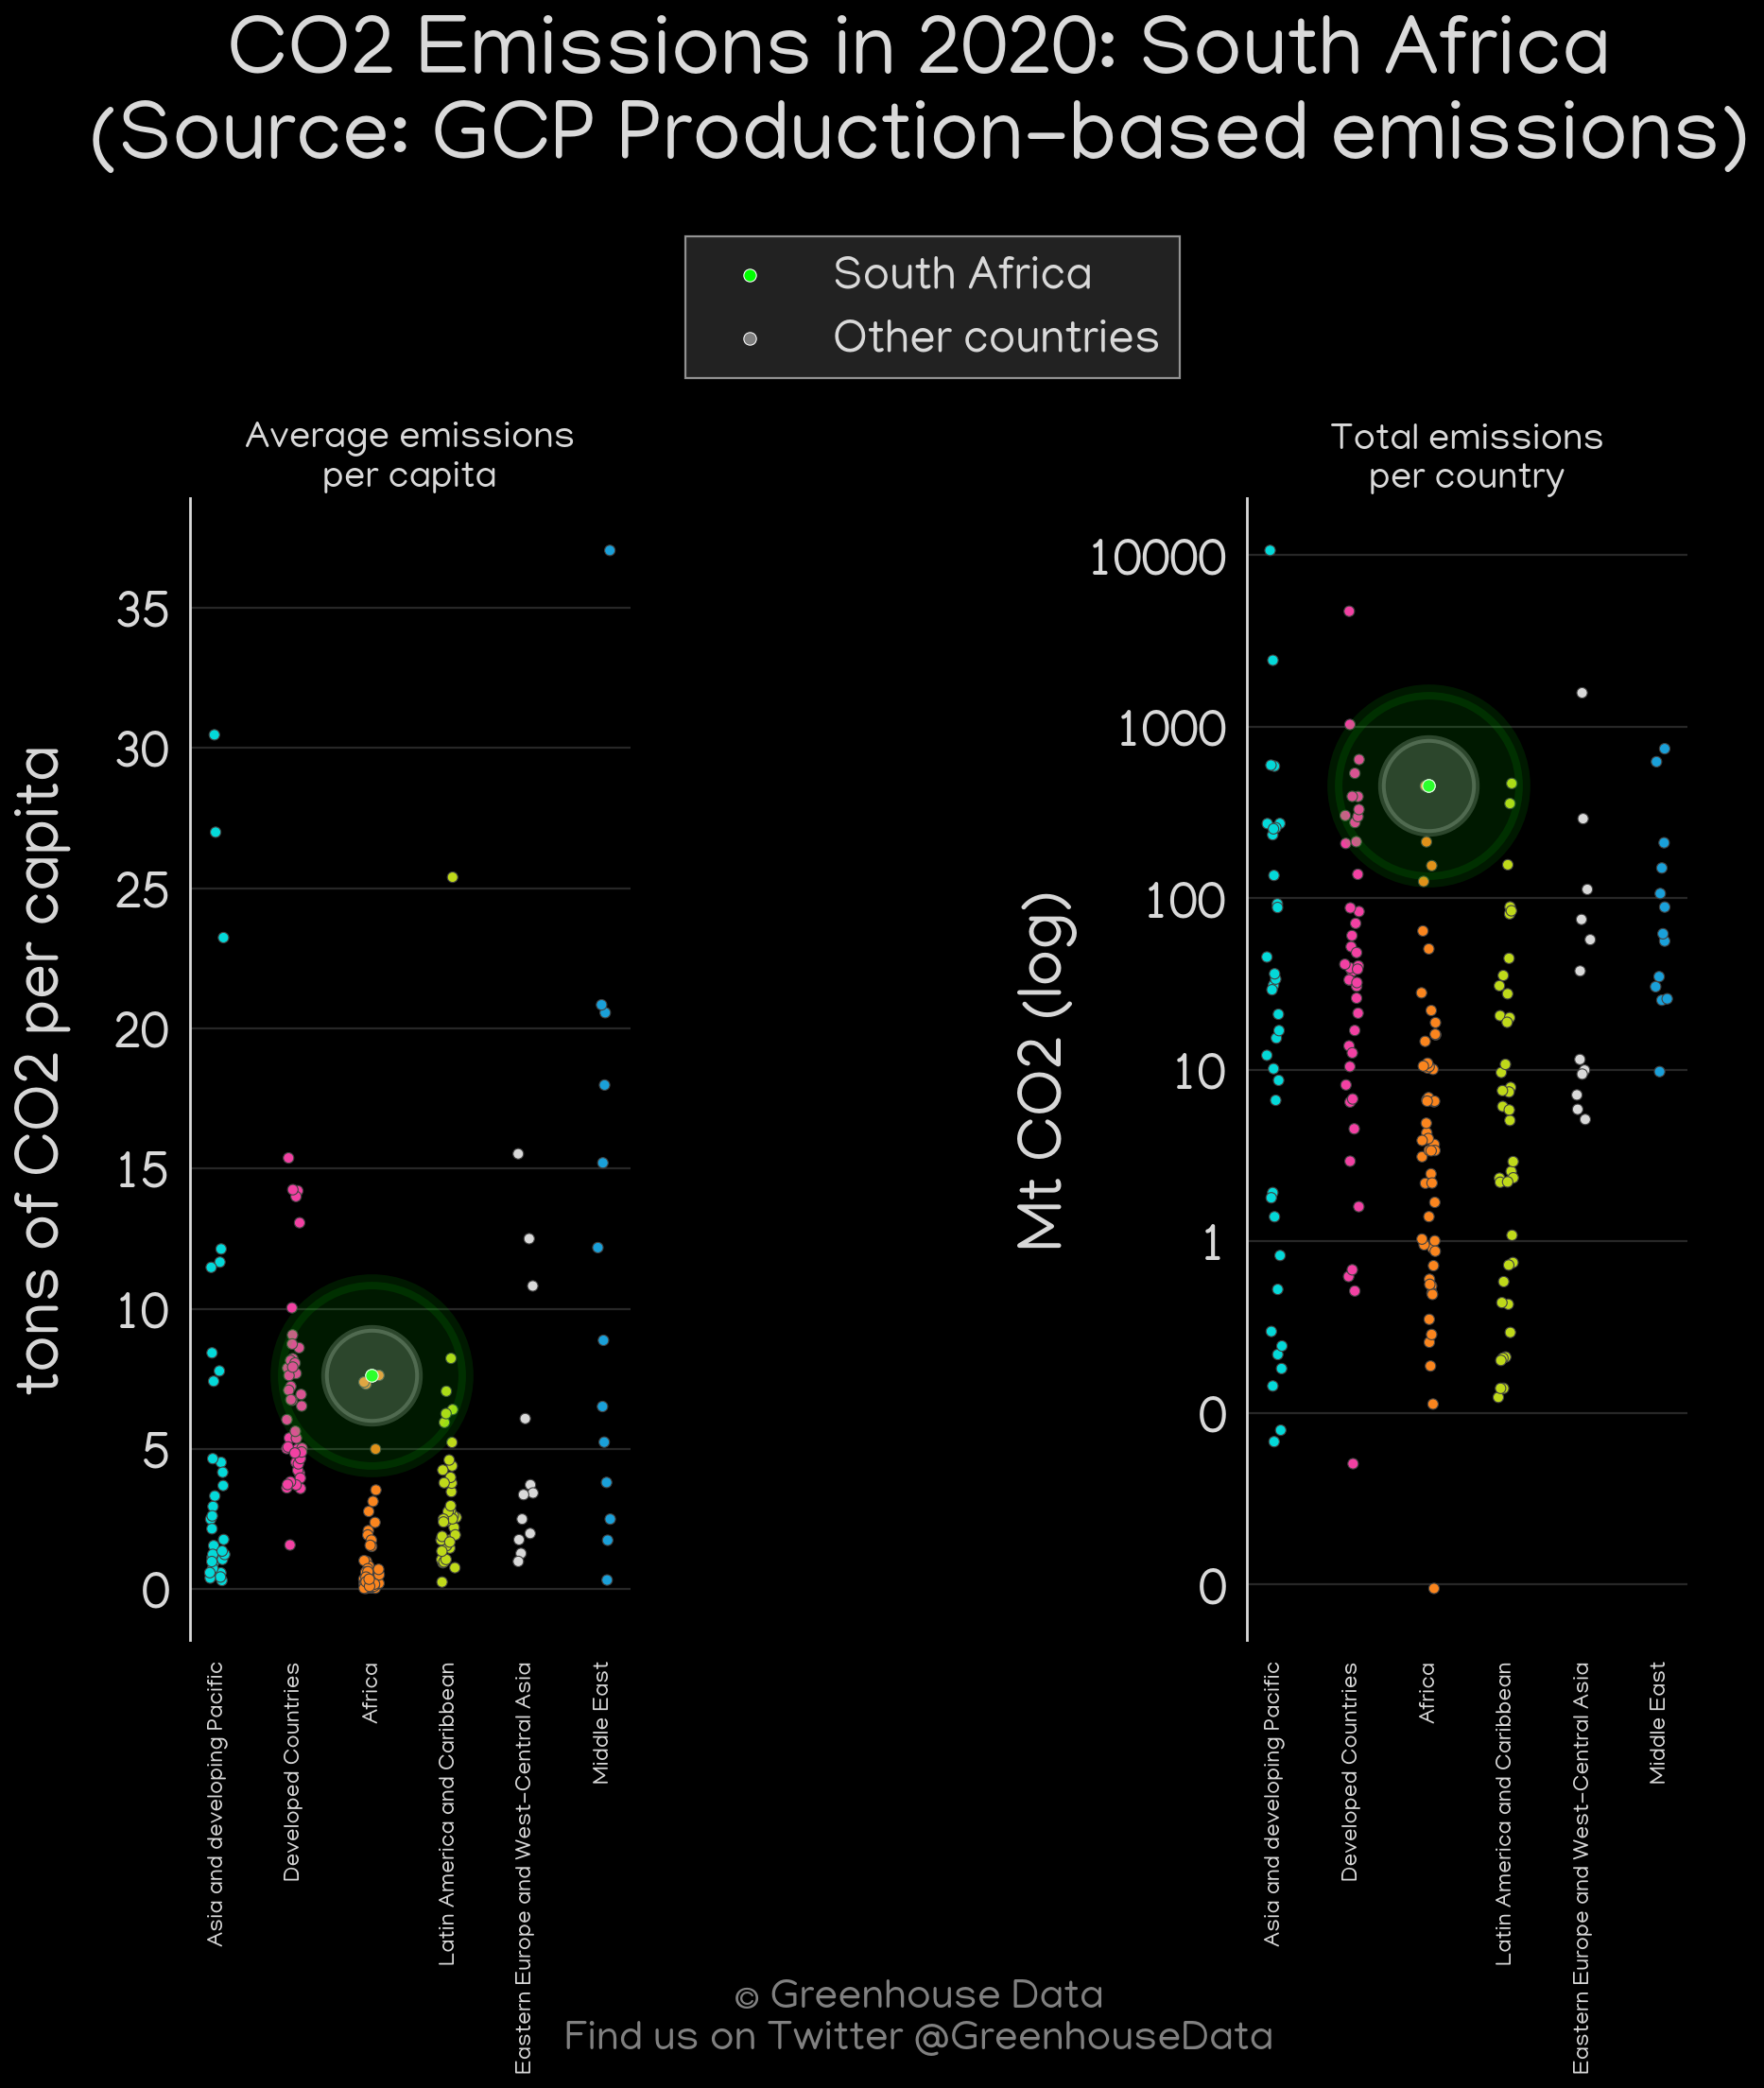 CO2 Emissions in 2020: South Africa
(Source: GCP Production-based emissions)
South Africa
Other countries
Average emissions
per capita
tons of CO2 per capita
35
30
25
20
15
10
5
0
Asia and developing Pacific
Developed Countries
Africa
Latin America and Caribbean
Eastern Europe and West-Central Asia
Middle East
Total emissions
per country
Mt CO2 (log)
10000
1000
100
10
1
0
0
Asia and developing Pacific
Developed Countries
Africa
Latin America and Caribbean
Eastern Europe and West-Central Asia
Middle East
© Greenhouse Data
Find us on Twitter @GreenhouseData